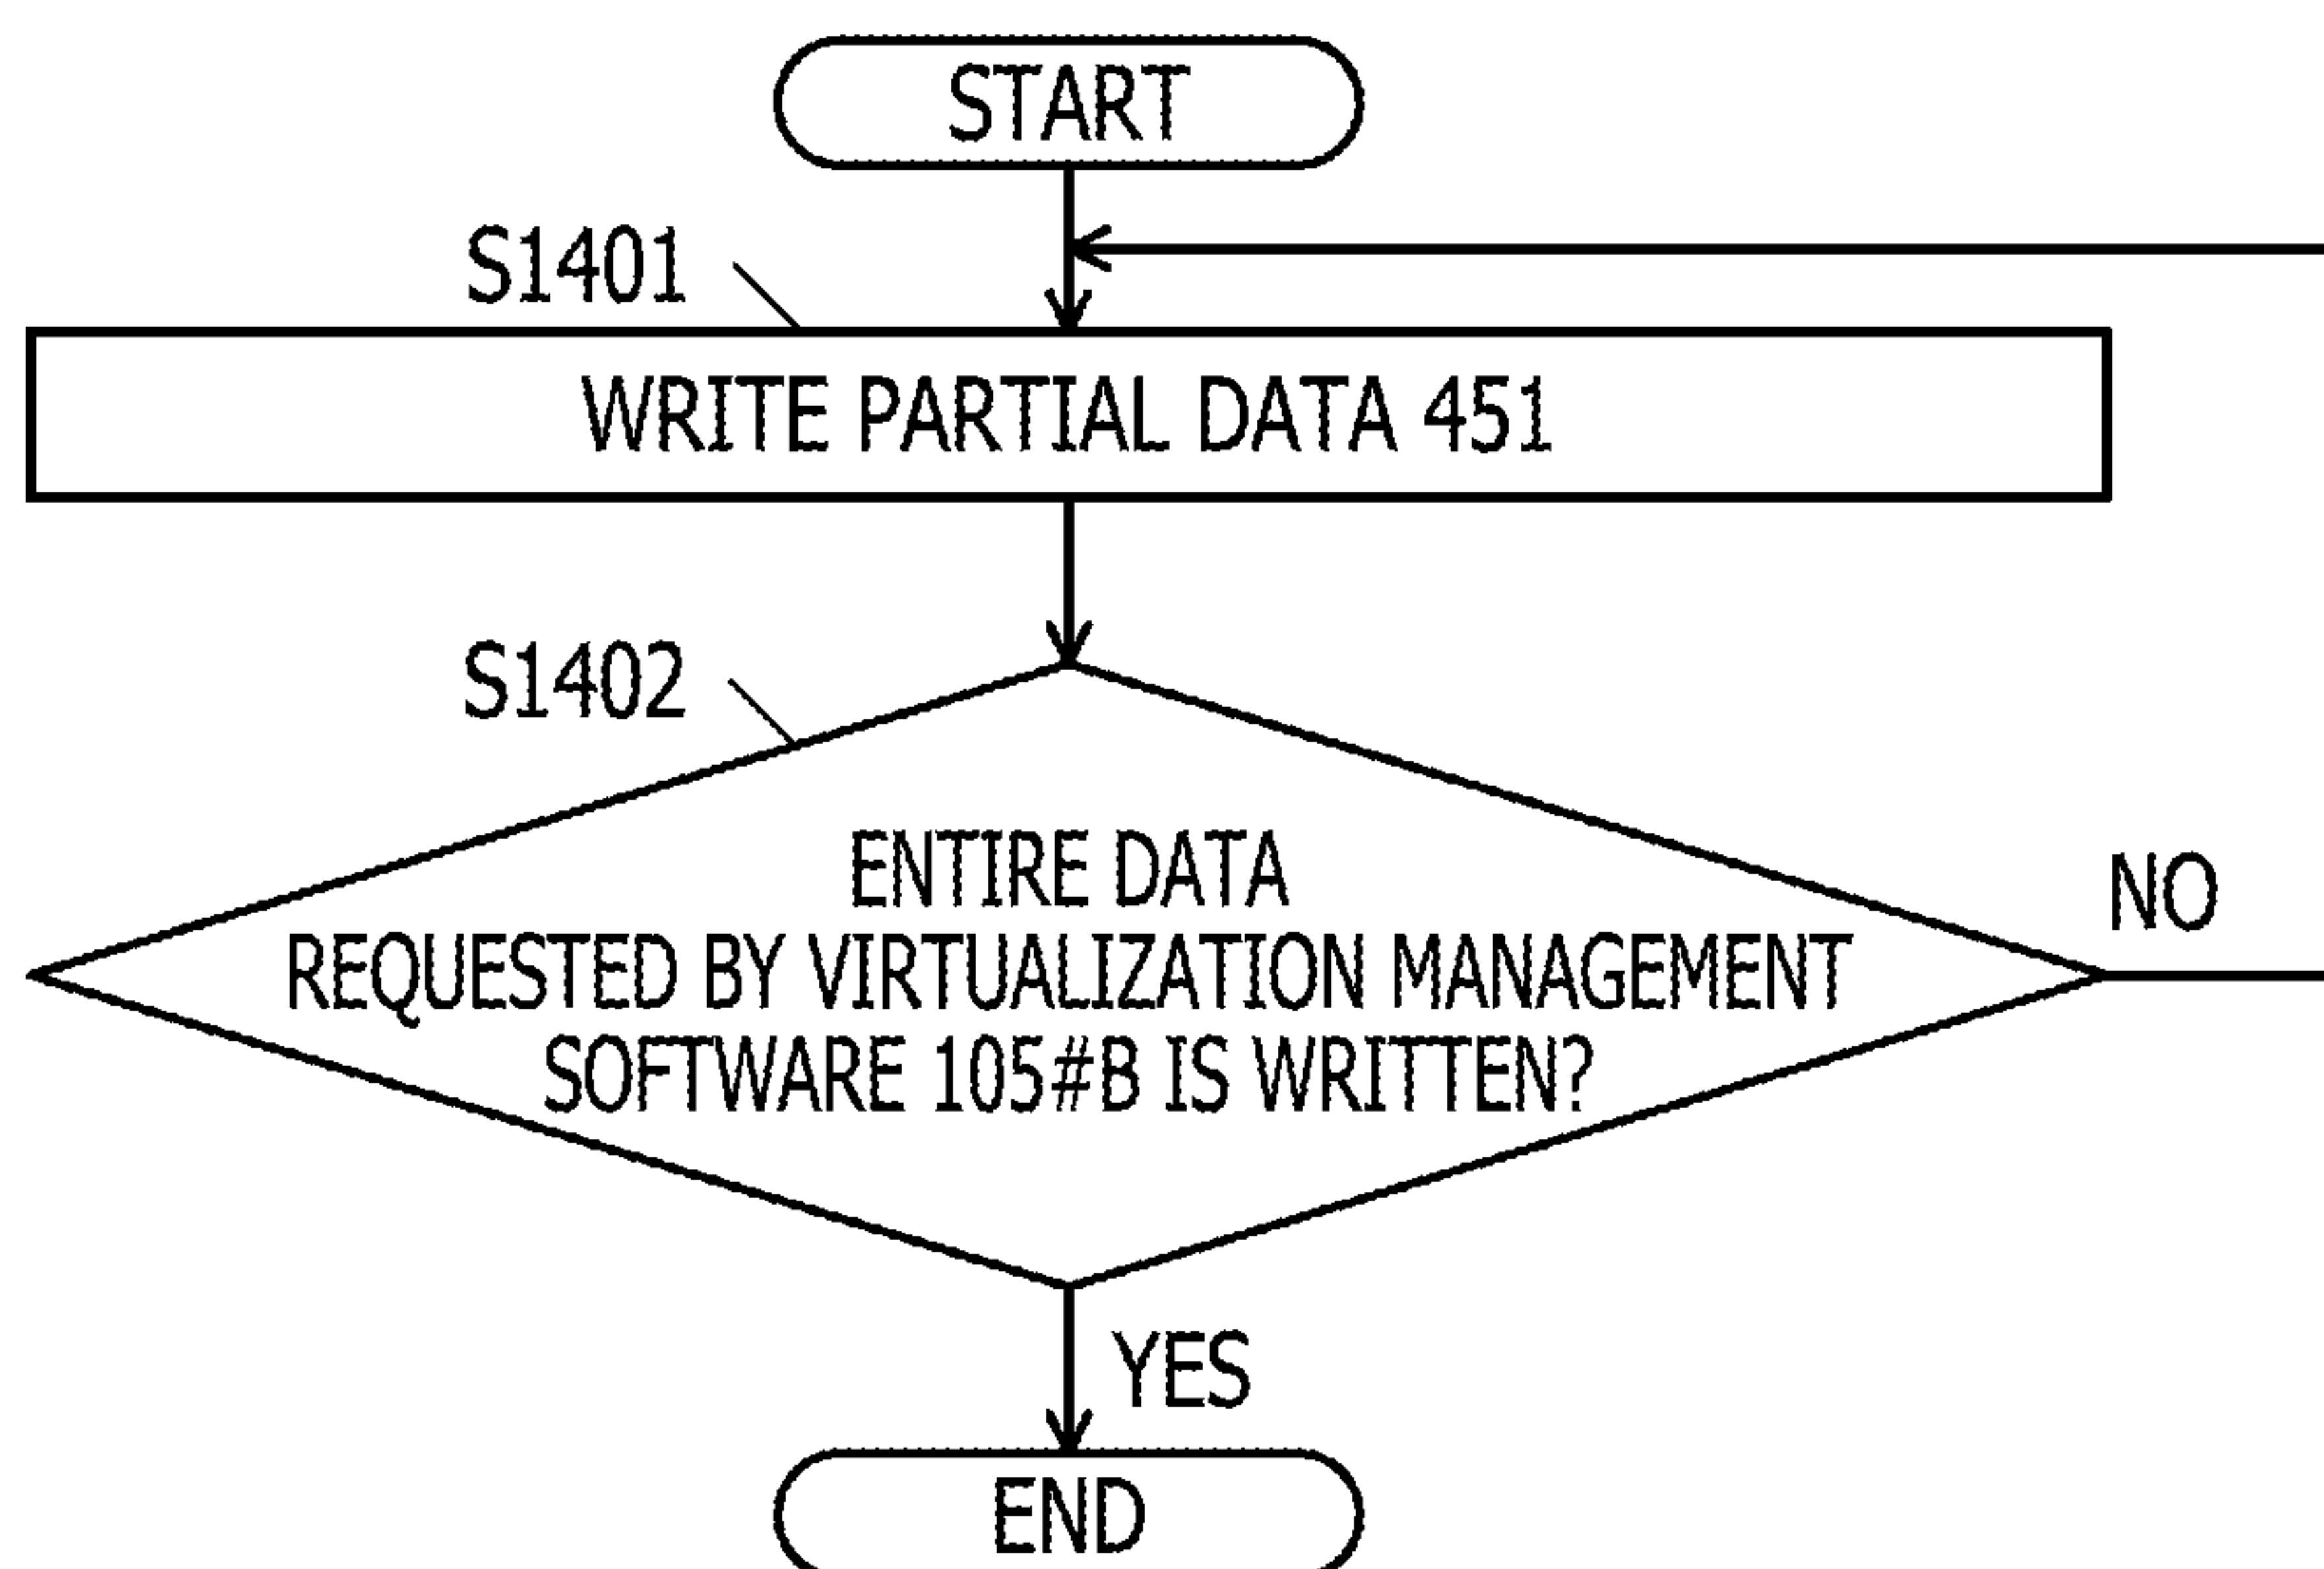 START
S1401
WRITE PARTIAL DATA 451
S1402
ENTIRE DATA
REQUESTED BY VIRTUALIZATION MANAGEMENT
SOFTWARE 105#B IS WRITTEN?
NO
YES
END